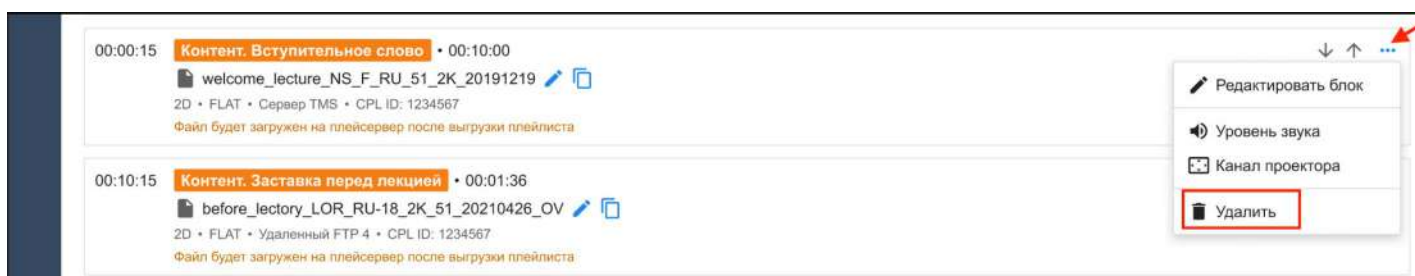 00:00:15 Контент. Вступительное слово • 00:10:00
welcome_lecture_NS_F_RU_51_2K_20191219
2D • FLAT • Сервер TMS • CPL ID: 1234567
Файл будет загружен на плейсервер после выгрузки плейлиста
Редактировать блок
Уровень звука
Канал проектора
Удалить
00:10:15 Контент. Заставка перед лекцией • 00:01:36
before_lectory_LOR_RU-18_2K_51_20210426_OV
2D • FLAT • Удаленный FTP 4 • CPL ID: 1234567
Файл будет загружен на плейсервер после выгрузки плейлиста